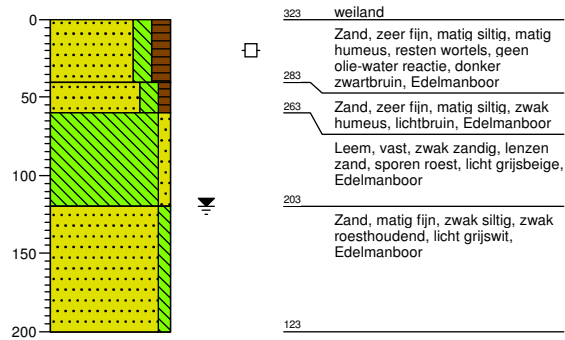 0
50
100
150
200
323 weiland
Zand, zeer fijn, matig siltig, matig
humeus, resten wortels, geen
olie-water reactie, donker
zwartbruin, Edelmanboor
283
Zand, zeer fijn, matig siltig, zwak
humeus, lichtbruin, Edelmanboor
263
Leem, vast, zwak zandig, lenzen
zand, sporen roest, licht grijsbeige,
Edelmanboor
203
Zand, matig fijn, zwak siltig, zwak
roesthoudend, licht grijswit,
Edelmanboor
123